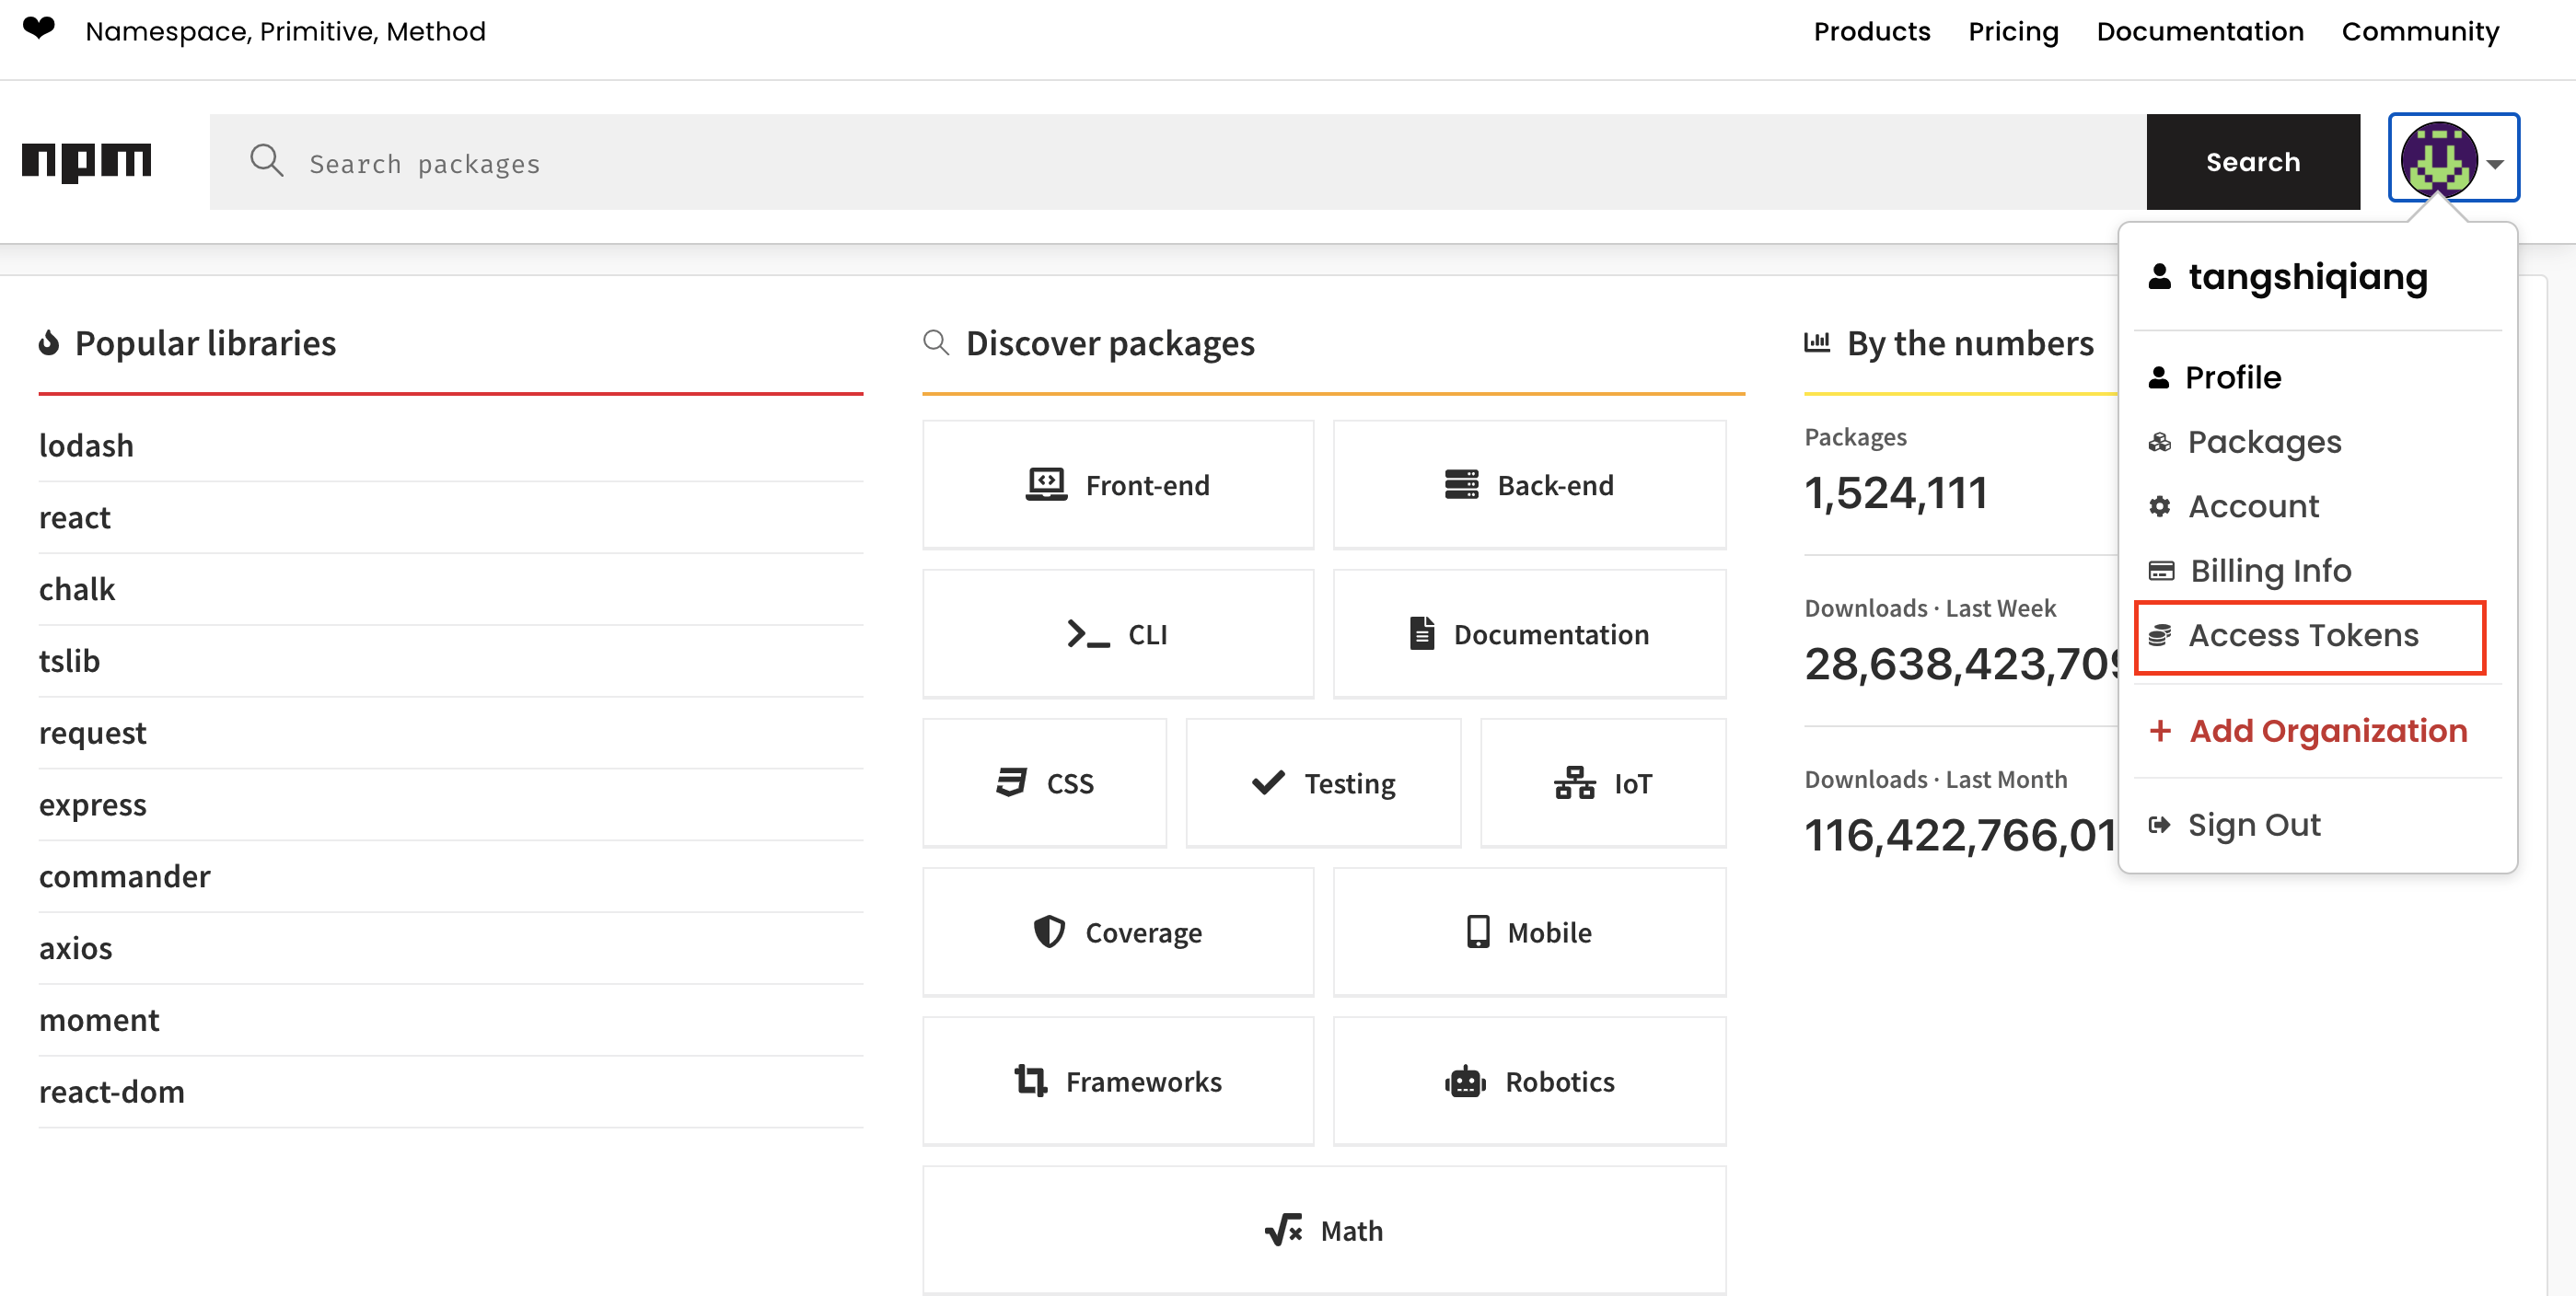 Namespace, Primitive, Method
Products Pricing Documentation Community
npm
Search packages
Search
tangshiqiang
Profile
Packages
Account
Billing Info
Access Tokens
Add Organization
Sign Out
Popular libraries
lodash
react
chalk
tslib
request
express
commander
axios
moment
react-dom
Discover packages
Front-end
Back-end
CLI
Documentation
CSS
Testing
IoT
Coverage
Mobile
Frameworks
Robotics
Math
By the numbers
Packages
1,524,111
Downloads · Last Week
28,638,423,709
Downloads · Last Month
116,422,766,01